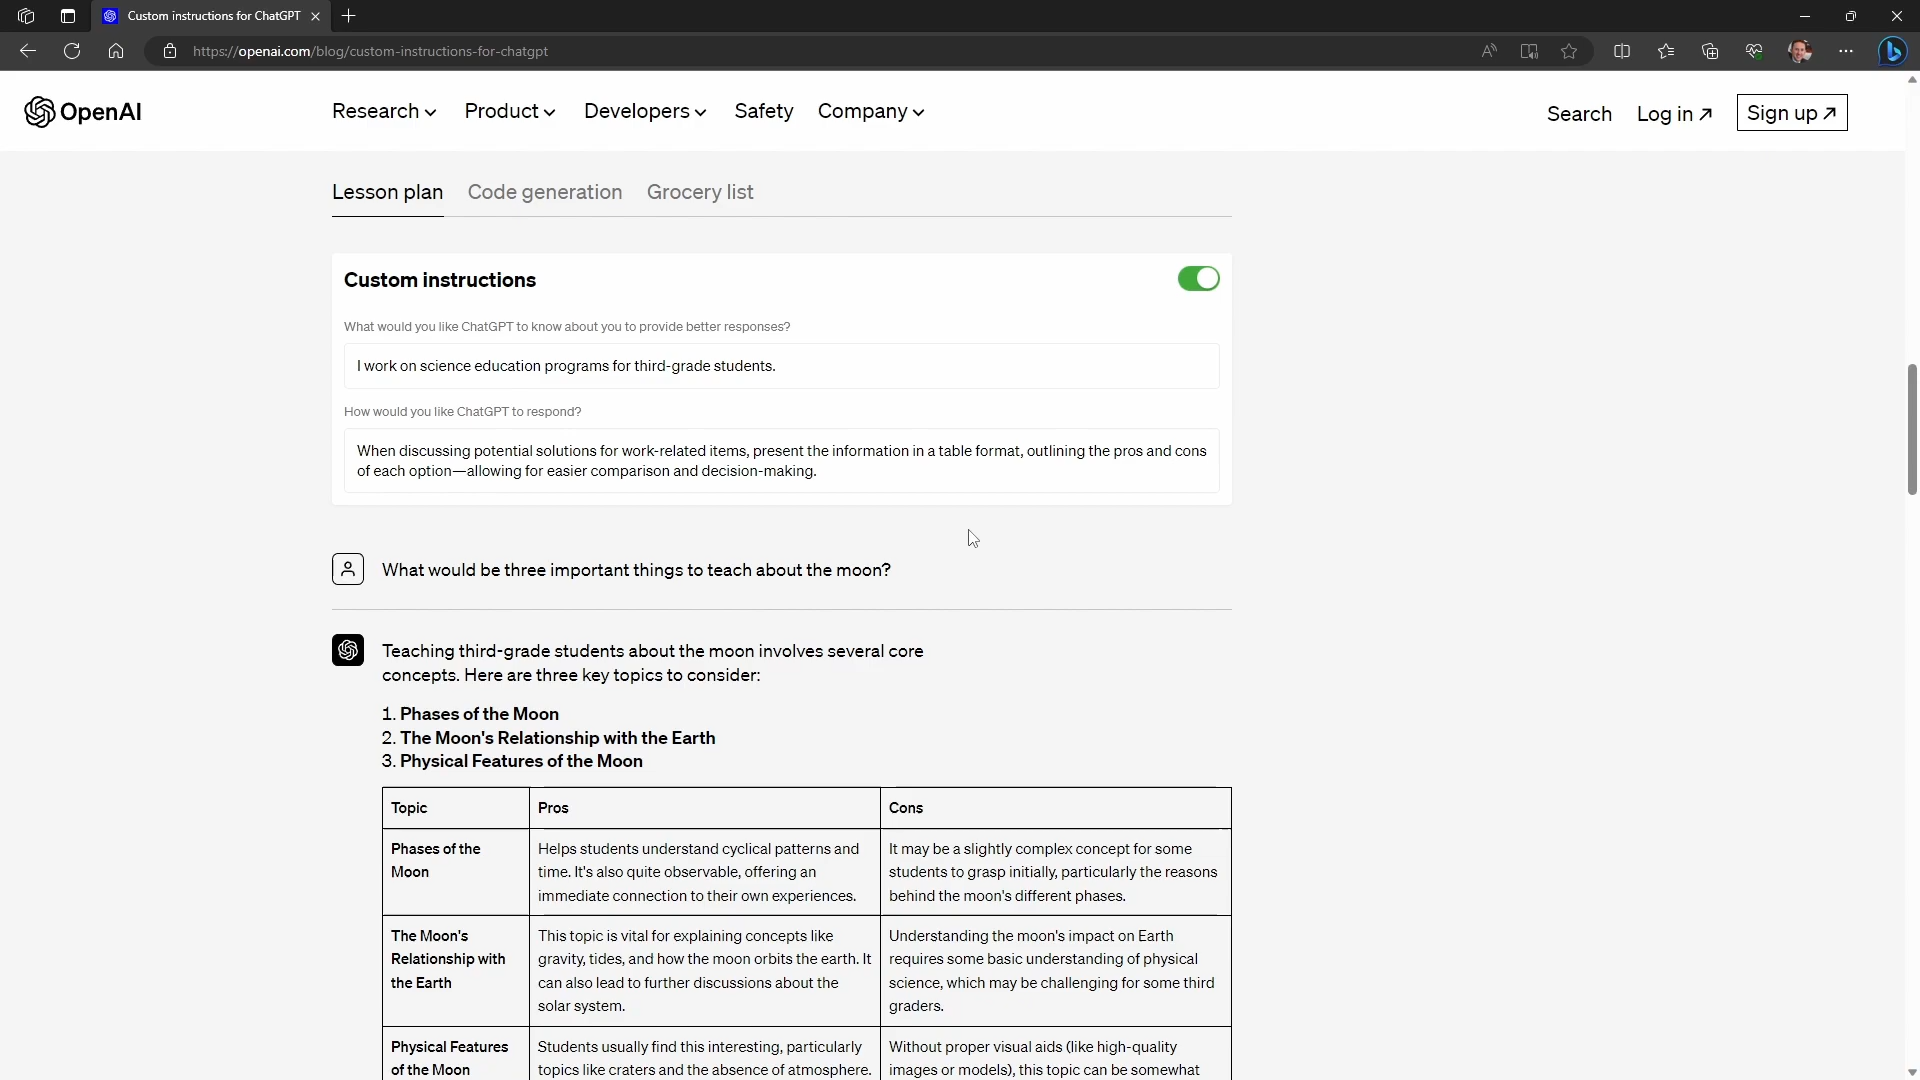 Custom instructions for ChatGPT
https://openai.com/blog/custom-instructions-for-chatgpt
OpenAI
Research
Product
Developers
Safety
Company
Search
Log in
Sign up
Lesson plan
Code generation
Grocery list
Custom instructions
What would you like ChatGPT to know about you to provide better responses?
I work on science education programs for third-grade students.
How would you like ChatGPT to respond?
When discussing potential solutions for work-related items, present the information in a table format, outlining the pros and cons
of each option—allowing for easier comparison and decision-making.
What would be three important things to teach about the moon?
Teaching third-grade students about the moon involves several core
concepts. Here are three key topics to consider:
1. Phases of the Moon
2. The Moon's Relationship with the Earth
3. Physical Features of the Moon
Topic
Pros
Cons
Phases of the
Moon
Helps students understand cyclical patterns and
time. It's also quite observable, offering an
immediate connection to their own experiences.
It may be a slightly complex concept for some
students to grasp initially, particularly the reasons
behind the moon's different phases.
The Moon's
Relationship with
the Earth
This topic is vital for explaining concepts like
gravity, tides, and how the moon orbits the earth. It
can also lead to further discussions about the
solar system.
Understanding the moon's impact on Earth
requires some basic understanding of physical
science, which may be challenging for some third
graders.
Physical Features
of the Moon
Students usually find this interesting, particularly
topics like craters and the absence of atmosphere.
Without proper visual aids (like high-quality
images or models), this topic can be somewhat